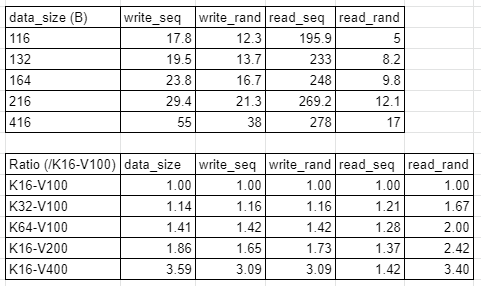 data_size (B) write_seq write_rand read_seq read_rand
116 17.8 12.3 195.9 5
132 19.5 13.7 233 8.2
164 23.8 16.7 248 9.8
216 29.4 21.3 269.2 12.1
416 55 38 278 17
Ratio (/K16-V100) data_size write_seq write_rand read_seq read_rand
K16-V100 1.00 1.00 1.00 1.00 1.00
K32-V100 1.14 1.16 1.16 1.21 1.67
K64-V100 1.41 1.42 1.42 1.28 2.00
K16-V200 1.86 1.65 1.73 1.37 2.42
K16-V400 3.59 3.09 3.09 1.42 3.40